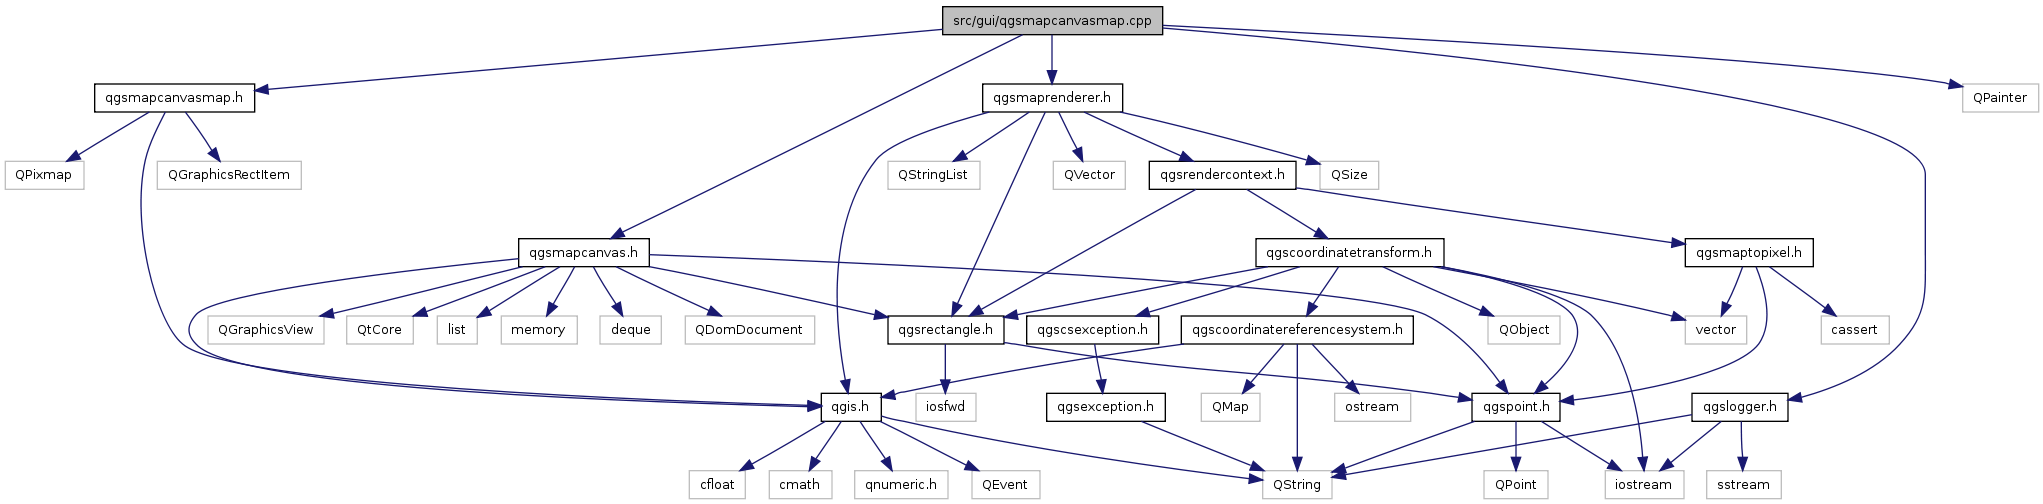 src/gui/qgsmapcanvasmap.cpp
qgsmapcanvasmap.h
qgsmaprenderer.h
QPainter
QPixmap
QGraphicsRectItem
QStringList
QVector
qgsrendercontext.h
QSize
qgsmapcanvas.h
qgscoordinatetransform.h
qgsmaptopixel.h
QGraphicsView
QtCore
list
memory
deque
QDomDocument
qgsrectangle.h
qgscsexception.h
qgscoordinatereferencesystem.h
QObject
vector
cassert
qgis.h
iosfwd
qgsexception.h
QMap
ostream
qgspoint.h
qgslogger.h
cfloat
cmath
qnumeric.h
QEvent
QString
QPoint
iostream
sstream